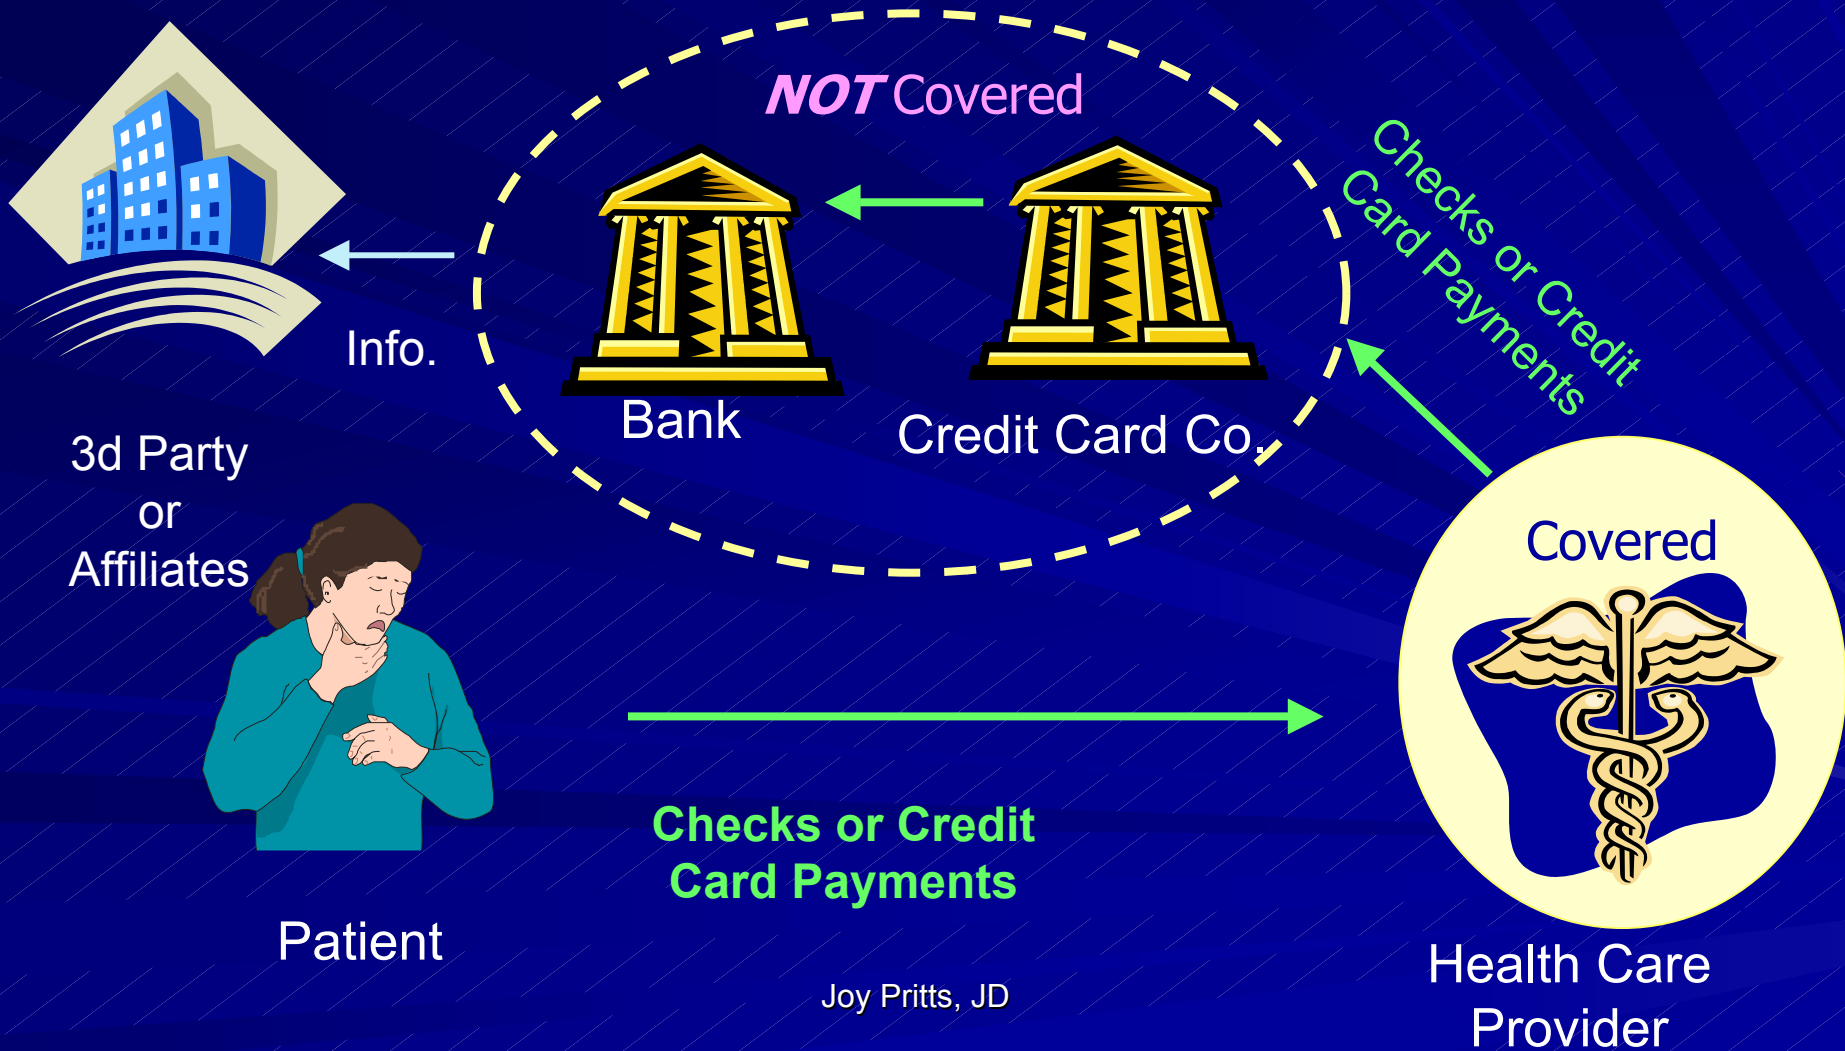 NOT Covered
Checks or Credit
Card Payments
Info.
Bank
Credit Card Co.
3d Party
or
Affiliates
Covered
Checks or Credit
Card Payments
Patient
Health Care
Provider
Joy Pritts, JD